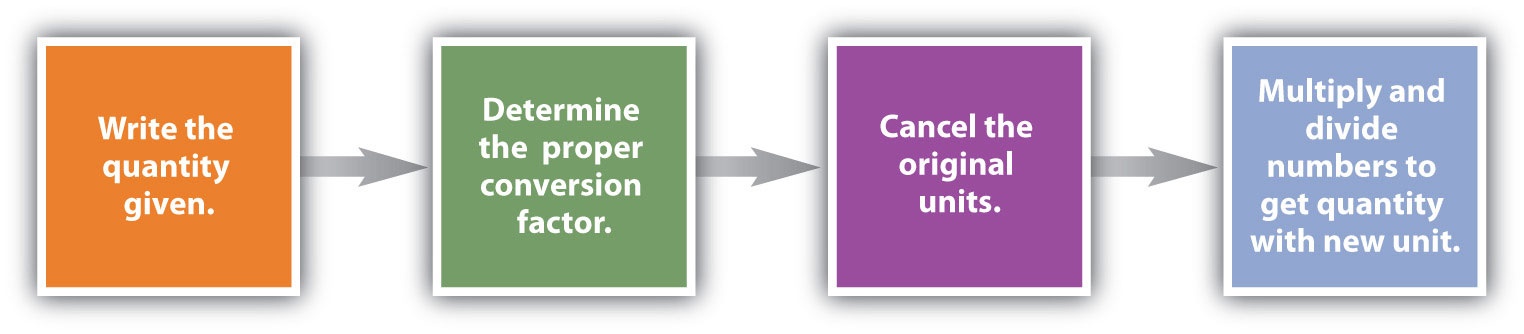 Write the
quantity
given.
Determine
the proper
conversion
factor.
Cancel the
original
units.
Multiply and
divide
numbers to
get quantity
with new unit.